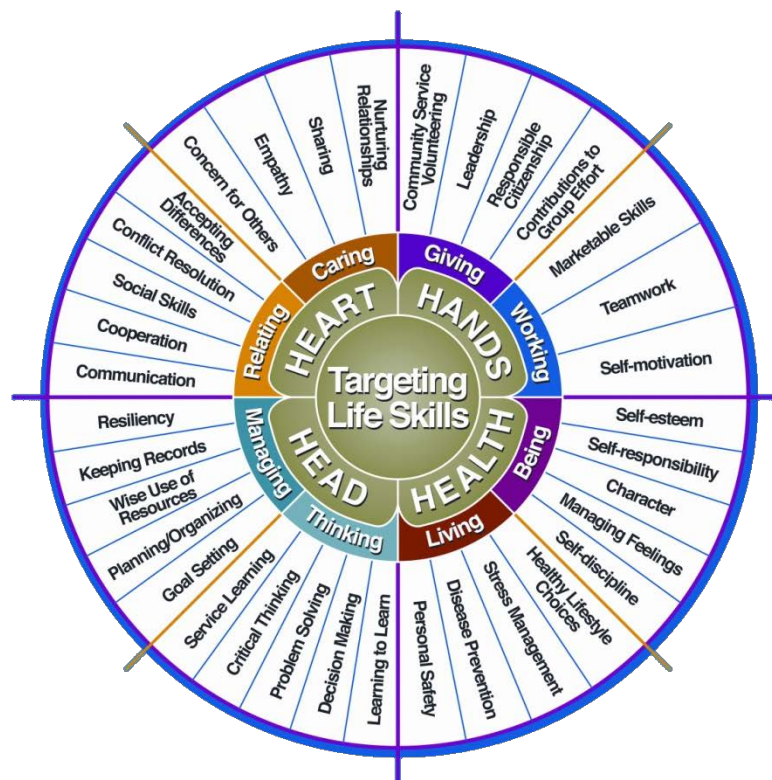 Targeting
Life Skills
HEART
HANDS
HEALTH
HEAD
Caring
Giving
Working
Being
Living
Thinking
Managing
Relating
Community Service
Volunteering
Leadership
Responsible
Citizenship
Contributions to
Group Effort
Marketable Skills
Teamwork
Self-motivation
Self-esteem
Self-responsibility
Character
Managing Feelings
Self-discipline
Healthy Lifestyle
Choices
Stress Management
Disease Prevention
Personal Safety
Learning to Learn
Decision Making
Problem Solving
Critical Thinking
Service Learning
Goal Setting
Planning/Organizing
Wise Use of
Resources
Keeping Records
Resiliency
Communication
Cooperation
Social Skills
Conflict Resolution
Accepting
Differences
Concern for Others
Empathy
Sharing
Nurturing
Relationships